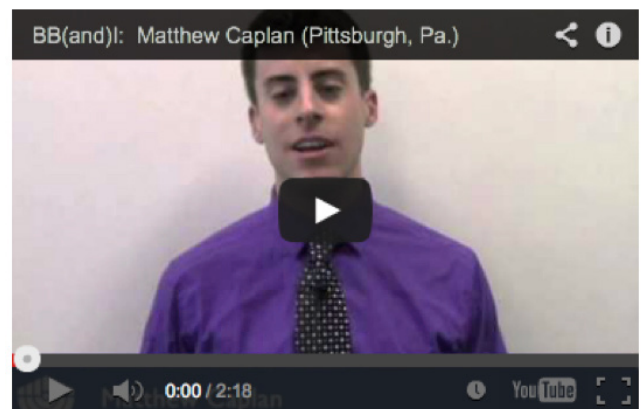 BB(and)I: Matthew Caplan (Pittsburgh, Pa.)
0:00 / 2:18
YouTube
Matthew Caplan